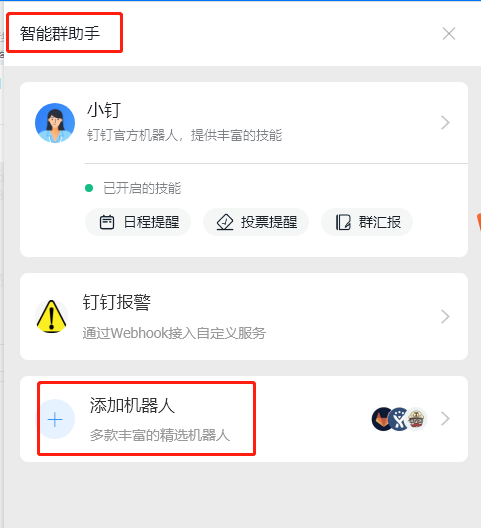 智能群助手
小钉
钉钉官方机器人，提供丰富的技能
已开启的技能
日程提醒 投票提醒 群汇报
钉钉报警
通过Webhook接入自定义服务
添加机器人
多款丰富的精选机器人